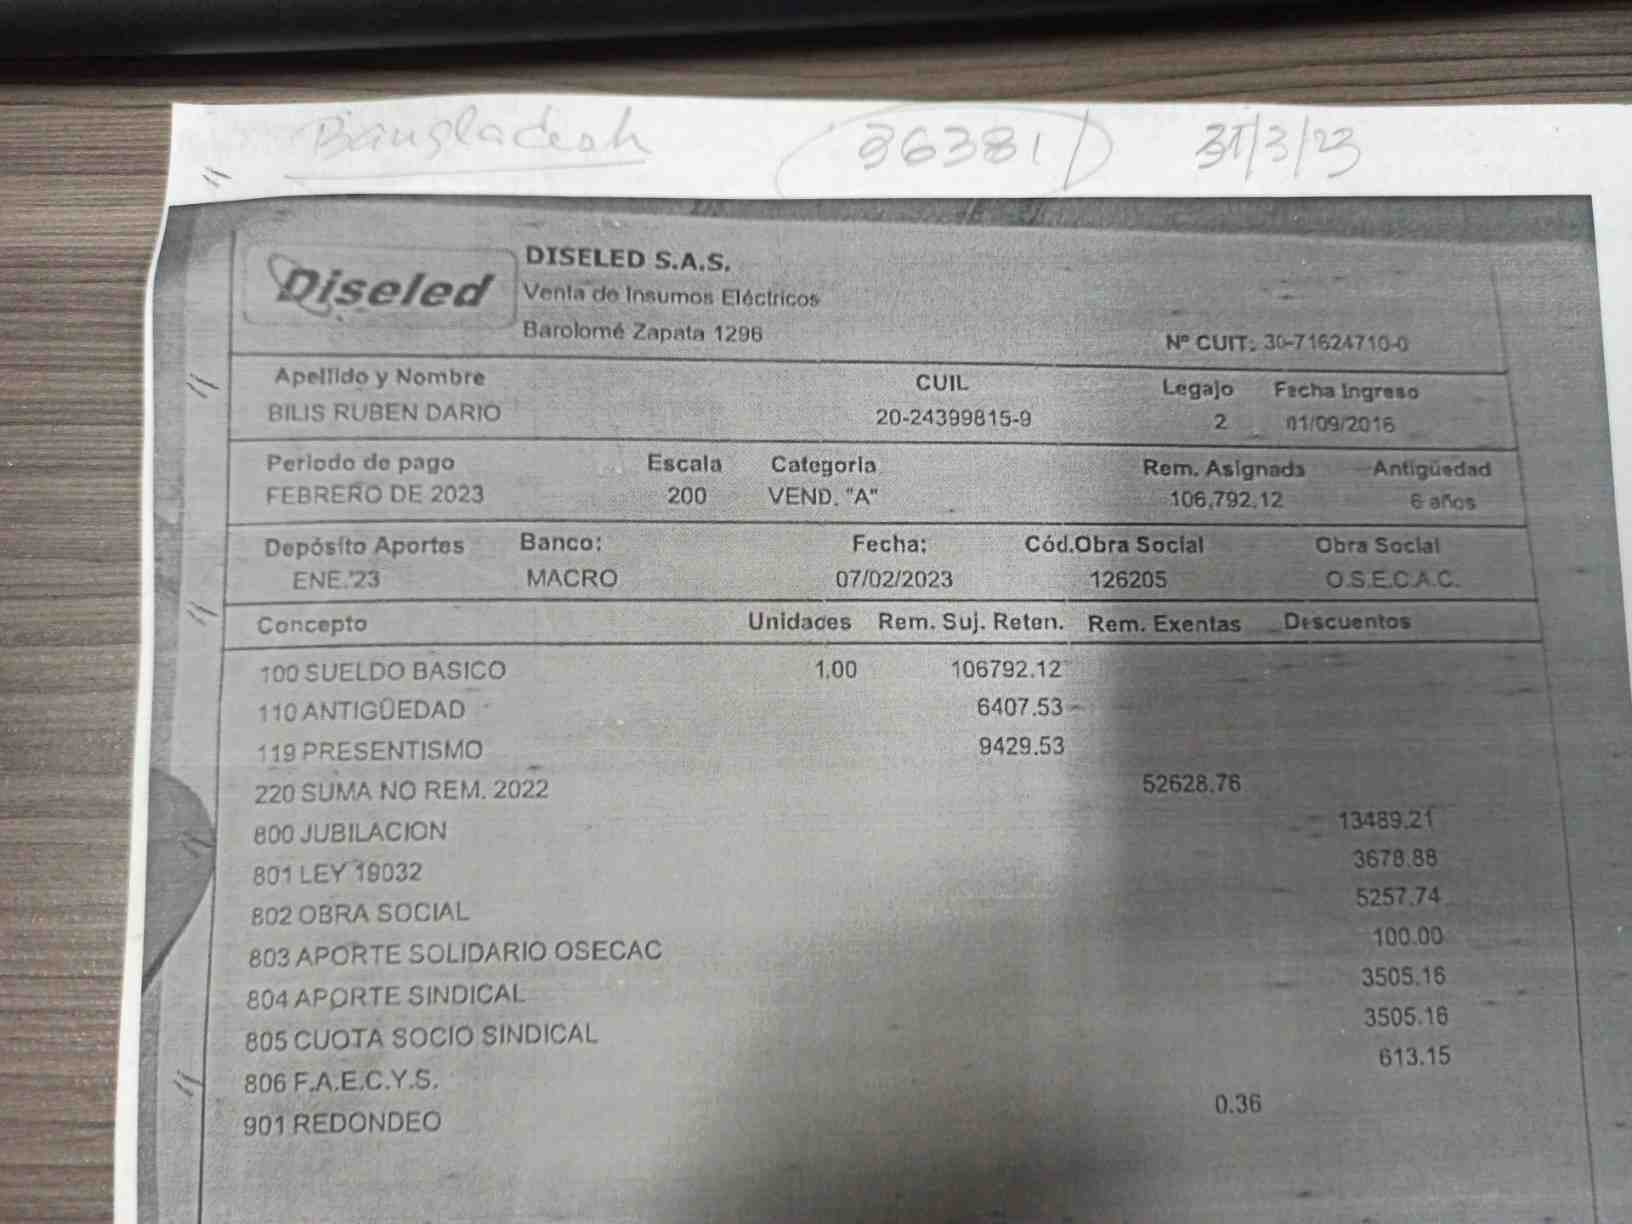 Bangladesh 36381 31/3/23
Diseled
DISELED S.A.S.
Venta de Insumos Eléctricos
Barolomé Zapata 1296
Nº CUIT: 30-71624710-0
Apellido y Nombre CUIL Legajo Fecha Ingreso
BILIS RUBEN DARIO 20-24399815-9 2 01/09/2016
Periodo de pago Escala Categoria Rem. Asignada Antigüedad
FEBRERO DE 2023 200 VEND. "A" 106,792.12 6 años
Depósito Aportes Banco: Fecha: Cód.Obra Social Obra Social
ENE.'23 MACRO 07/02/2023 126205 O.S.E.C.A.C.
Concepto Unidades Rem. Suj. Reten. Rem. Exentas Descuentos
100 SUELDO BASICO 1.00 106792.12
110 ANTIGÜEDAD 6407.53
119 PRESENTISMO 9429.53
220 SUMA NO REM. 2022 52628.76
800 JUBILACION 13489.21
801 LEY 19032 3678.88
802 OBRA SOCIAL 5257.74
803 APORTE SOLIDARIO OSECAC 100.00
804 APORTE SINDICAL 3505.16
805 CUOTA SOCIO SINDICAL 3505.16
806 F.A.E.C.Y.S. 613.15
901 REDONDEO 0.36